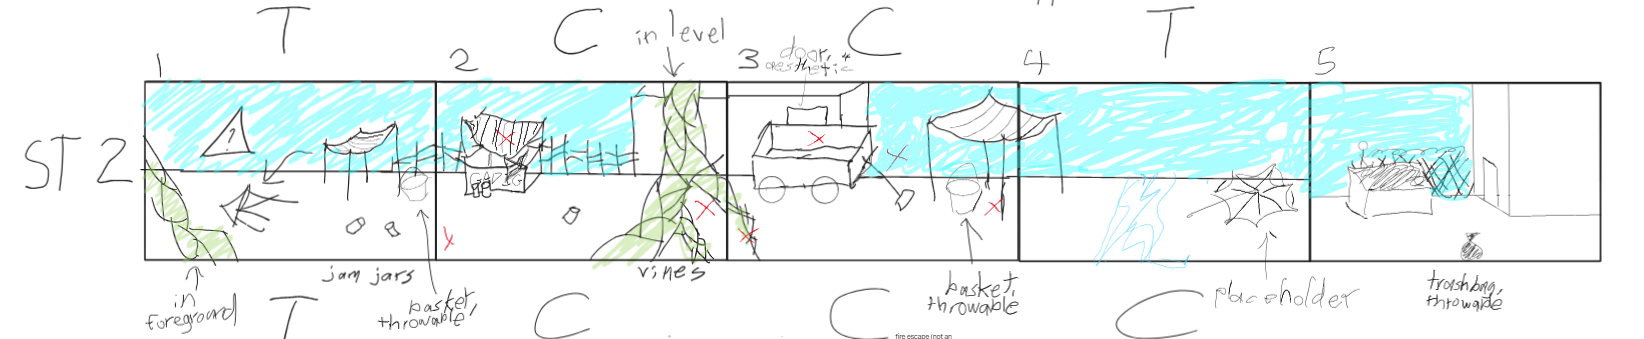 T
C
in level
C
T
1
2
3
door,
aesthetic
4
5
ST 2
?
jam jars
vines
in
foreground
T
basket,
throwable
C
C
basket,
throwable
C
placeholder
trashbag,
throwable
fire escape (not an